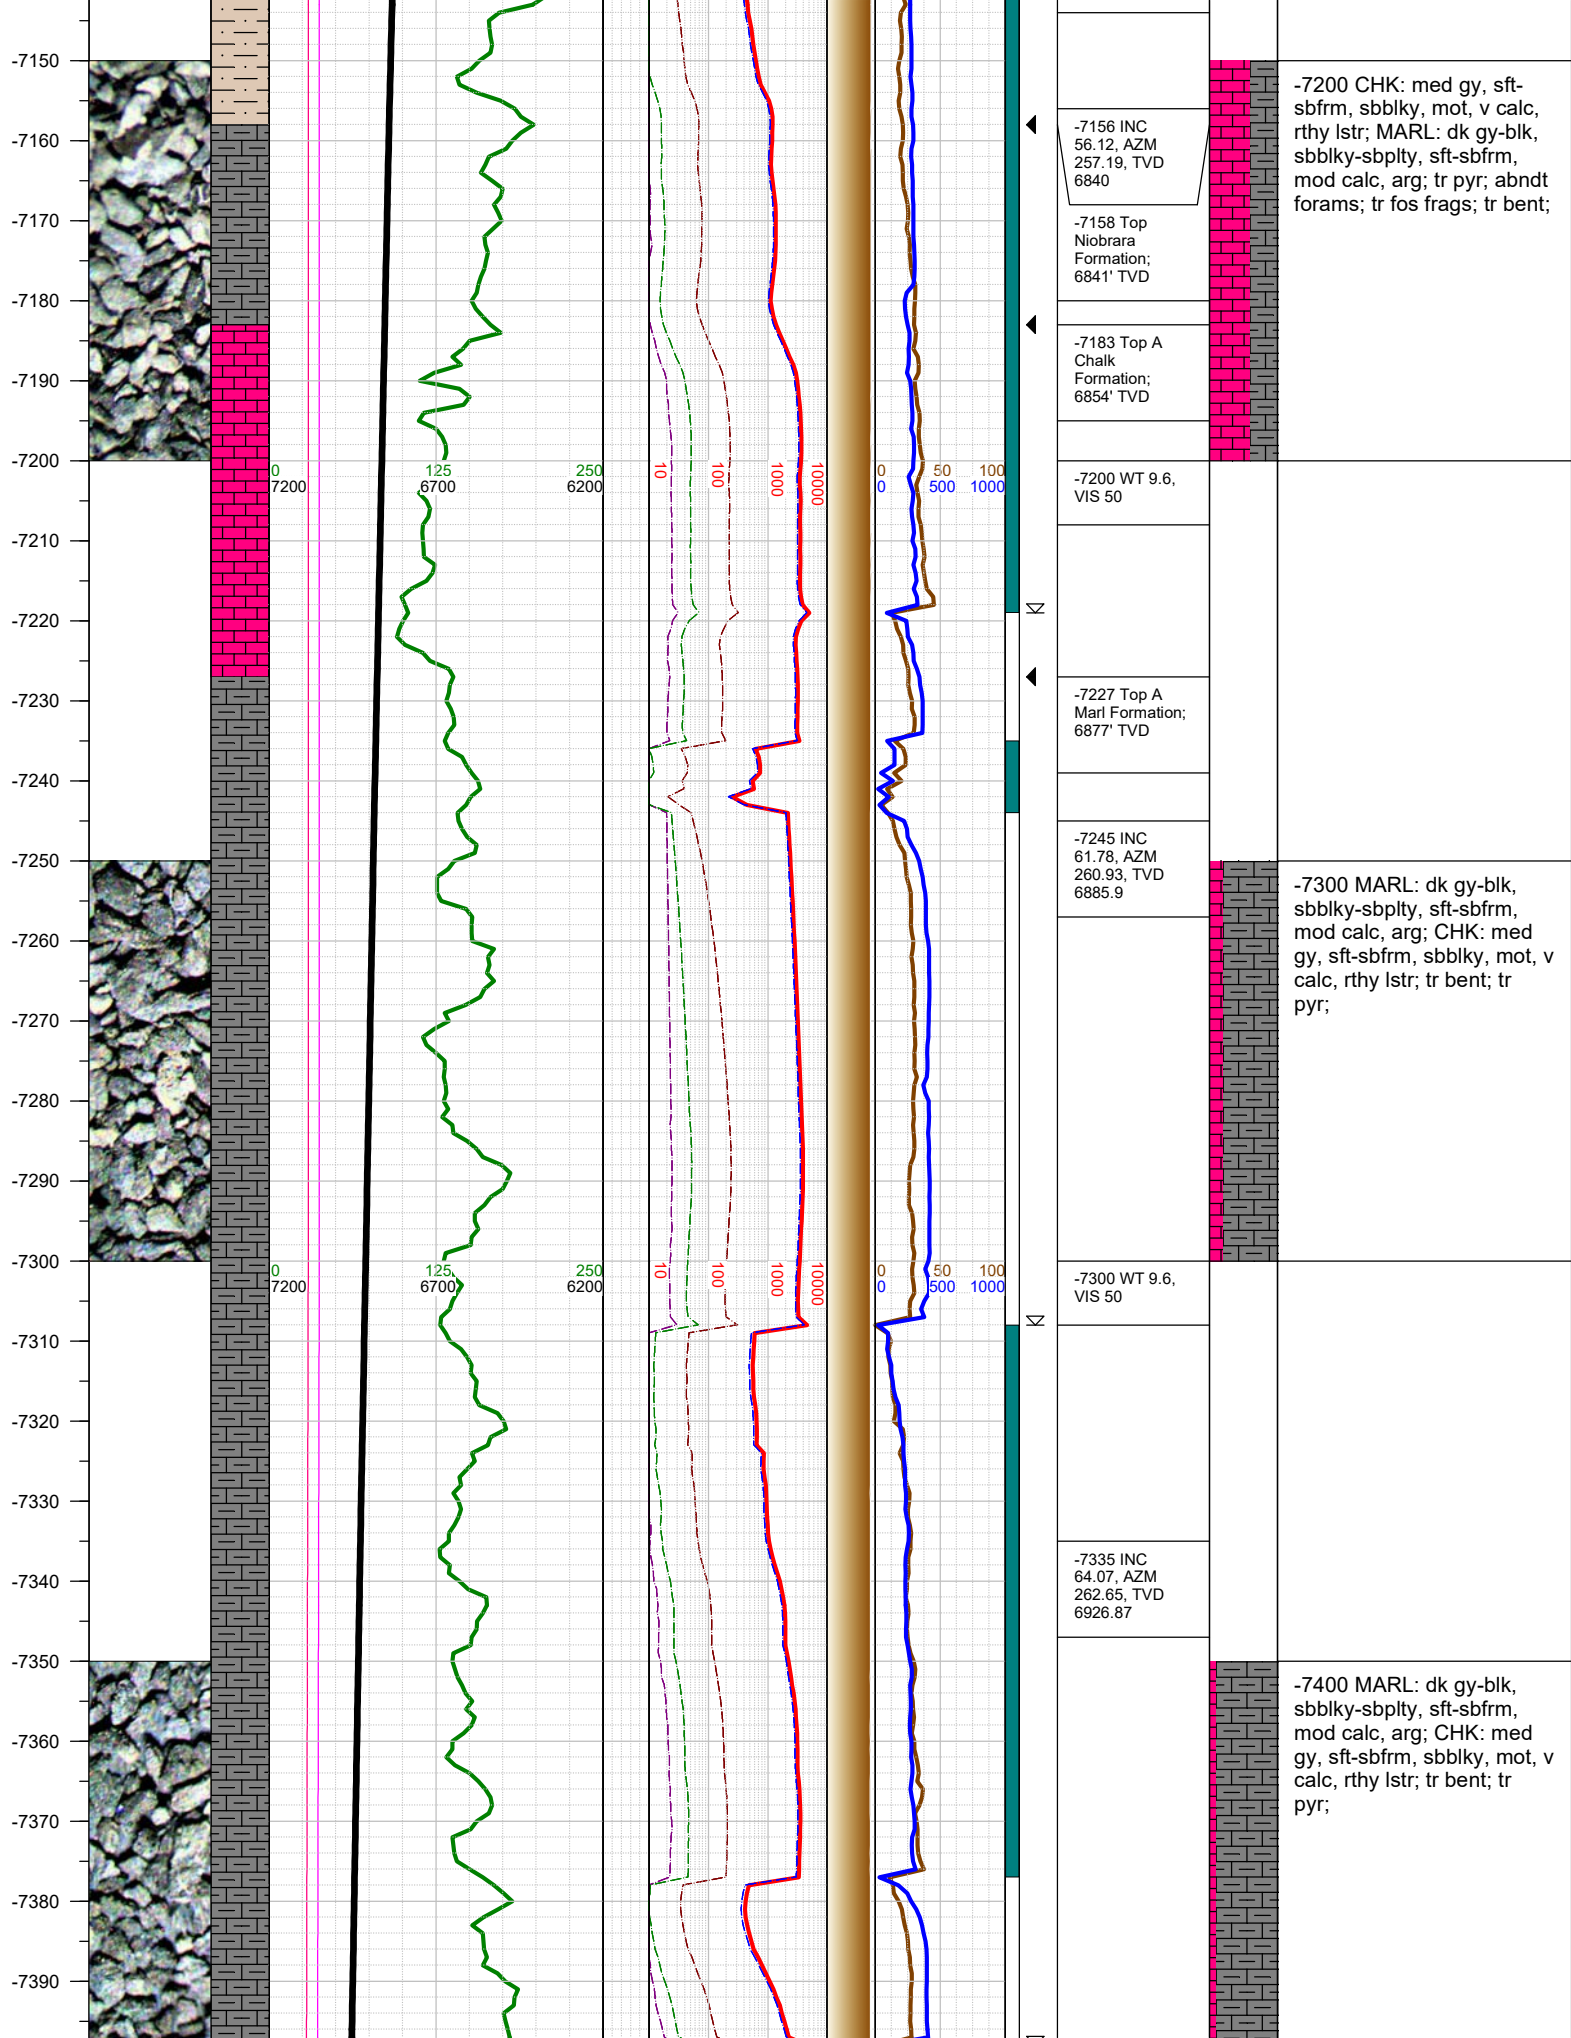 -7150
-7160
-7170
-7180
-7190
-7200
-7210
-7220
-7230
-7240
-7250
-7260
-7270
-7280
-7290
-7300
-7310
-7320
-7330
-7340
-7350
-7360
-7370
-7380
-7390
0 125 250
7200 6700 6200
10 100 1000 10000
0 50 100
0 500 1000
0 125 250
7200 6700 6200
10 100 1000 10000
0 50 100
0 500 1000
-7156 INC
56.12, AZM
257.19, TVD
6840
-7158 Top
Niobrara
Formation;
6841' TVD
-7183 Top A
Chalk
Formation;
6854' TVD
-7200 WT 9.6,
VIS 50
-7227 Top A
Marl Formation;
6877' TVD
-7245 INC
61.78, AZM
260.93, TVD
6885.9
-7300 WT 9.6,
VIS 50
-7335 INC
64.07, AZM
262.65, TVD
6926.87
-7200 CHK: med gy, sft-
sbfrm, sbblky, mot, v calc,
rthy lstr; MARL: dk gy-blk,
sbblky-sbplty, sft-sbfrm,
mod calc, arg; tr pyr; abndt
forams; tr fos frags; tr bent;
-7300 MARL: dk gy-blk,
sbblky-sbplty, sft-sbfrm,
mod calc, arg; CHK: med
gy, sft-sbfrm, sbblky, mot, v
calc, rthy lstr; tr bent; tr
pyr;
-7400 MARL: dk gy-blk,
sbblky-sbplty, sft-sbfrm,
mod calc, arg; CHK: med
gy, sft-sbfrm, sbblky, mot, v
calc, rthy lstr; tr bent; tr
pyr;